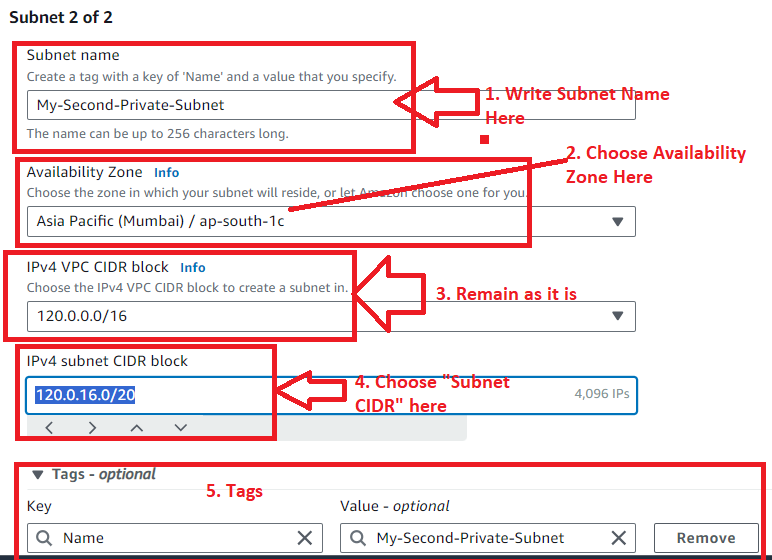 Subnet 2 of 2
Subnet name
Create a tag with a key of 'Name' and a value that you specify.
My-Second-Private-Subnet
1. Write Subnet Name
Here
The name can be up to 256 characters long.
2. Choose Availability
Zone Here
Availability Zone Info
Choose the zone in which your subnet will reside, or let Amazon choose one for you.
Asia Pacific (Mumbai) / ap-south-1c
IPv4 VPC CIDR block Info
Choose the IPv4 VPC CIDR block to create a subnet in.
3. Remain as it is
120.0.0.0/16
IPv4 subnet CIDR block
4. Choose "Subnet
CIDR" here
120.0.16.0/20
4,096 IPs
Tags - optional
5. Tags
Key
Value - optional
Name
My-Second-Private-Subnet
Remove